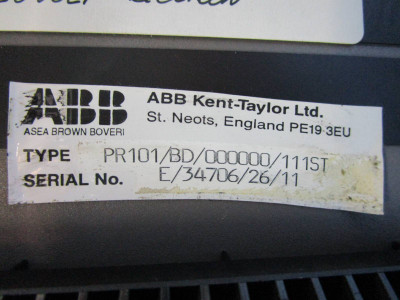 ABB
ASEA BROWN BOVERI
ABB Kent-Taylor Ltd.
St. Neots, England PE19 3EU
TYPE PR101/BD/000000/111ST
SERIAL No. E/34706/26/11